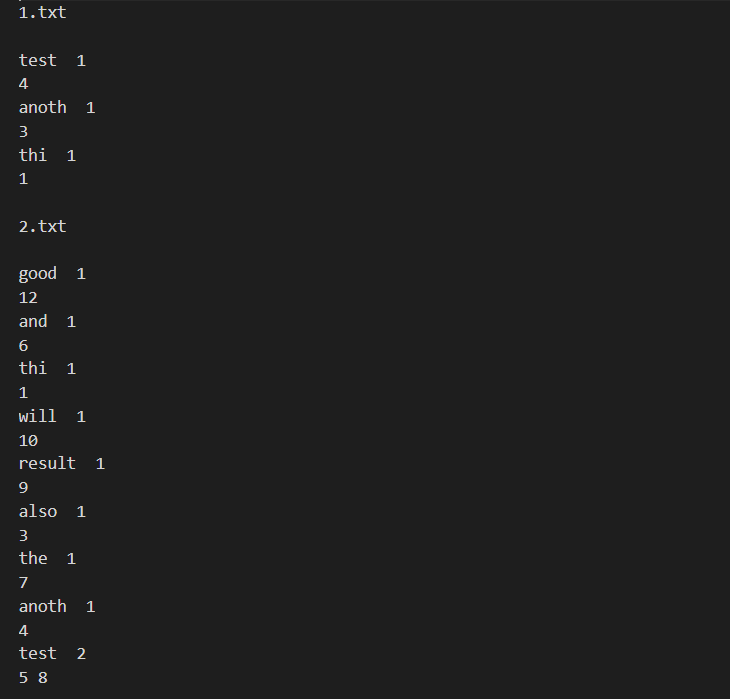 1.txt
test  1
4
anoth  1
3
thi  1
1
2.txt
good  1
12
and  1
6
thi  1
1
will  1
10
result  1
9
also  1
3
the  1
7
anoth  1
4
test  2
5 8